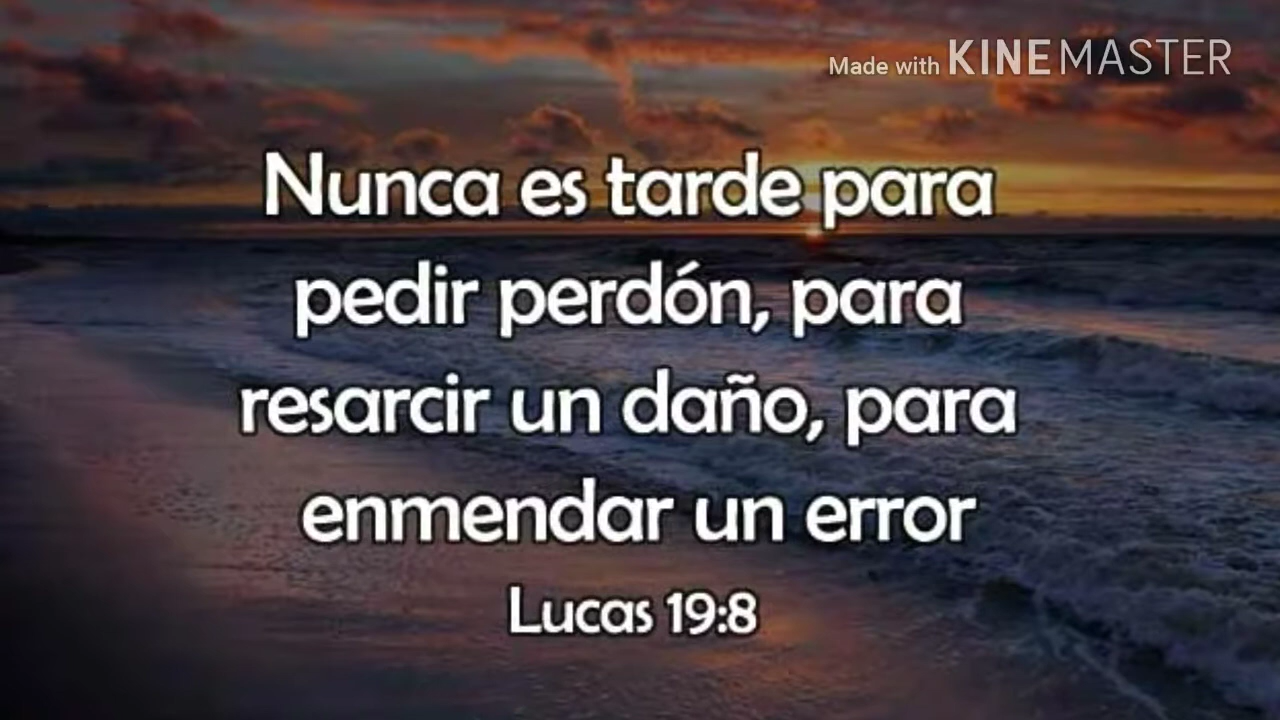 Made with KINEMASTER
Nunca es tarde para
pedir perdón, para
resarcir un daño, para
enmendar un error
Lucas 19:8